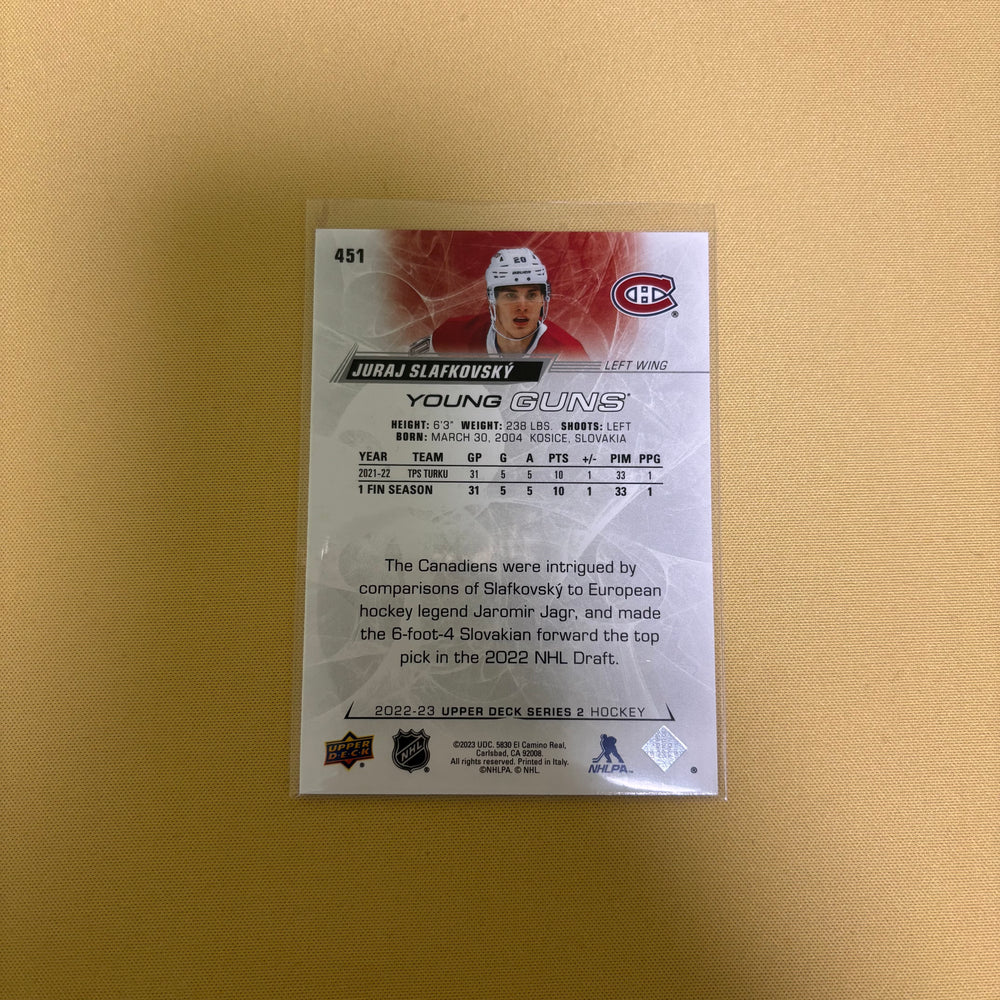 451
20
BAUER
JURAJ SLAFKOVSKÝ
LEFT WING
YOUNG GUNS
HEIGHT: 6'3" WEIGHT: 238 LBS. SHOOTS: LEFT
BORN: MARCH 30, 2004 KOSICE, SLOVAKIA
YEAR TEAM GP G A PTS +/- PIM PPG
2021-22 TPS TURKU 31 5 5 10 1 33 1
1 FIN SEASON 31 5 5 10 1 33 1
The Canadiens were intrigued by
comparisons of Slafkovský to European
hockey legend Jaromir Jagr, and made
the 6-foot-4 Slovakian forward the top
pick in the 2022 NHL Draft.
2022-23 UPPER DECK SERIES 2 HOCKEY
UPPER
DECK
NHL
©2023 UDC. 5830 El Camino Real,
Carlsbad, CA 92008.
All rights reserved. Printed in Italy.
©NHLPA. © NHL.
NHLPA™